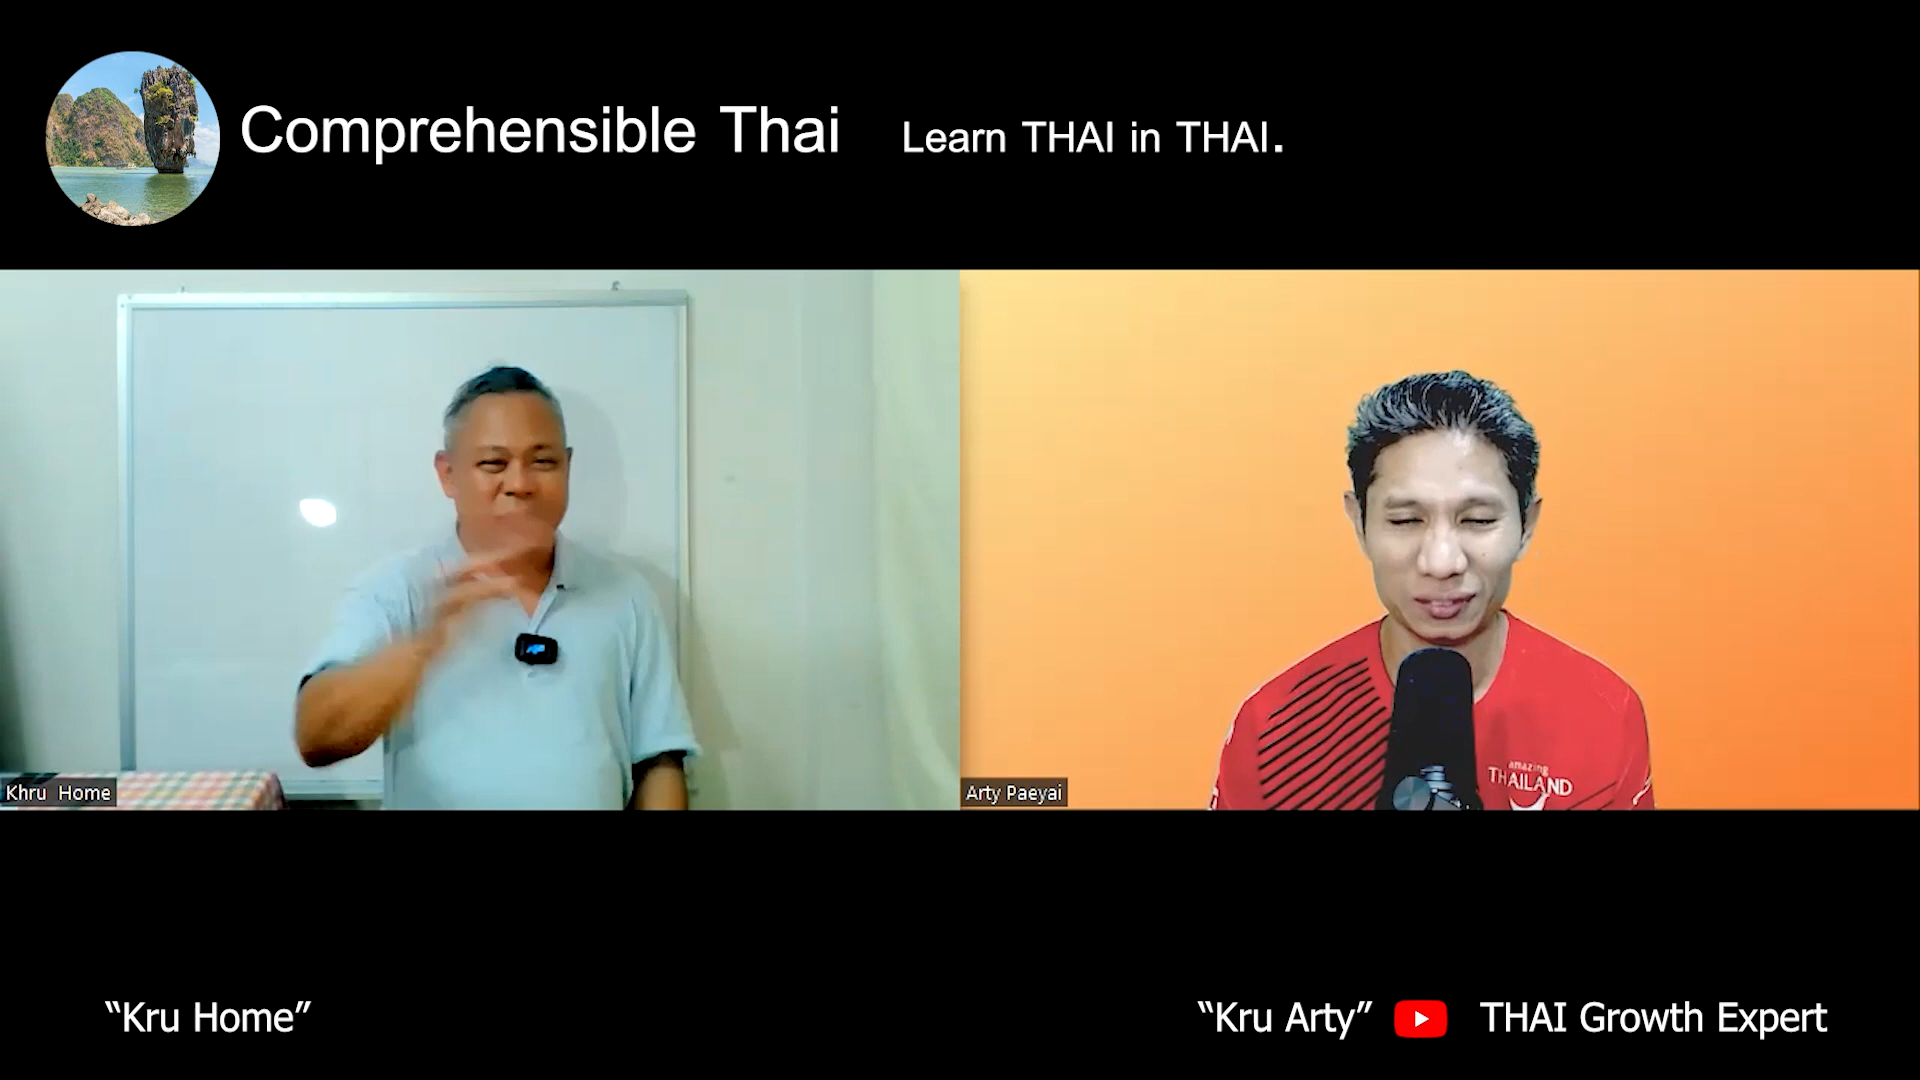 Comprehensible Thai
Learn THAI in THAI.
amazing
THAILAND
Khru Home
Arty Paeyai
“Kru Home”
“Kru Arty”
THAI Growth Expert